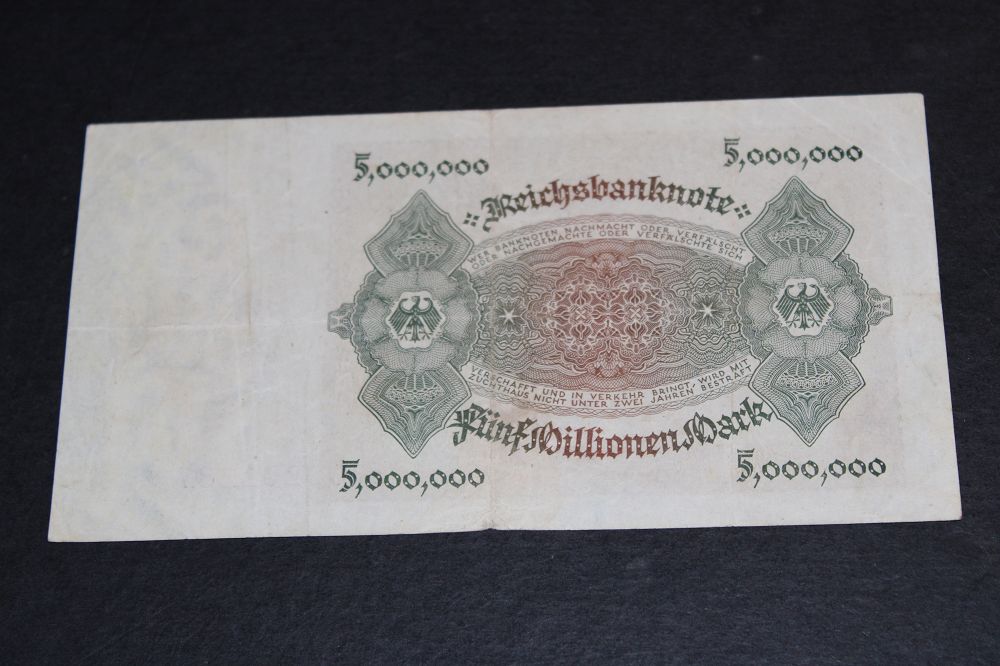 5,000,000
5,000,000
Reichsbanknote
WER BANKNOTEN NACHMACHT ODER VERFÄLSCHT
ODER NACHGEMACHTE ODER VERFÄLSCHTE SICH
VERSCHAFFT UND IN VERKEHR BRINGT, WIRD MIT
ZUCHTHAUS NICHT UNTER ZWEI JAHREN BESTRAFT
Fünf Millionen Mark
5,000,000
5,000,000